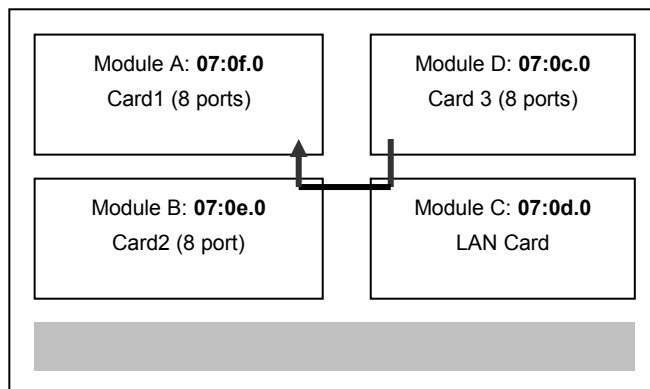 Module A: 07:0f.0
Card1 (8 ports)
Module D: 07:0c.0
Card 3 (8 ports)
Module B: 07:0e.0
Card2 (8 port)
Module C: 07:0d.0
LAN Card